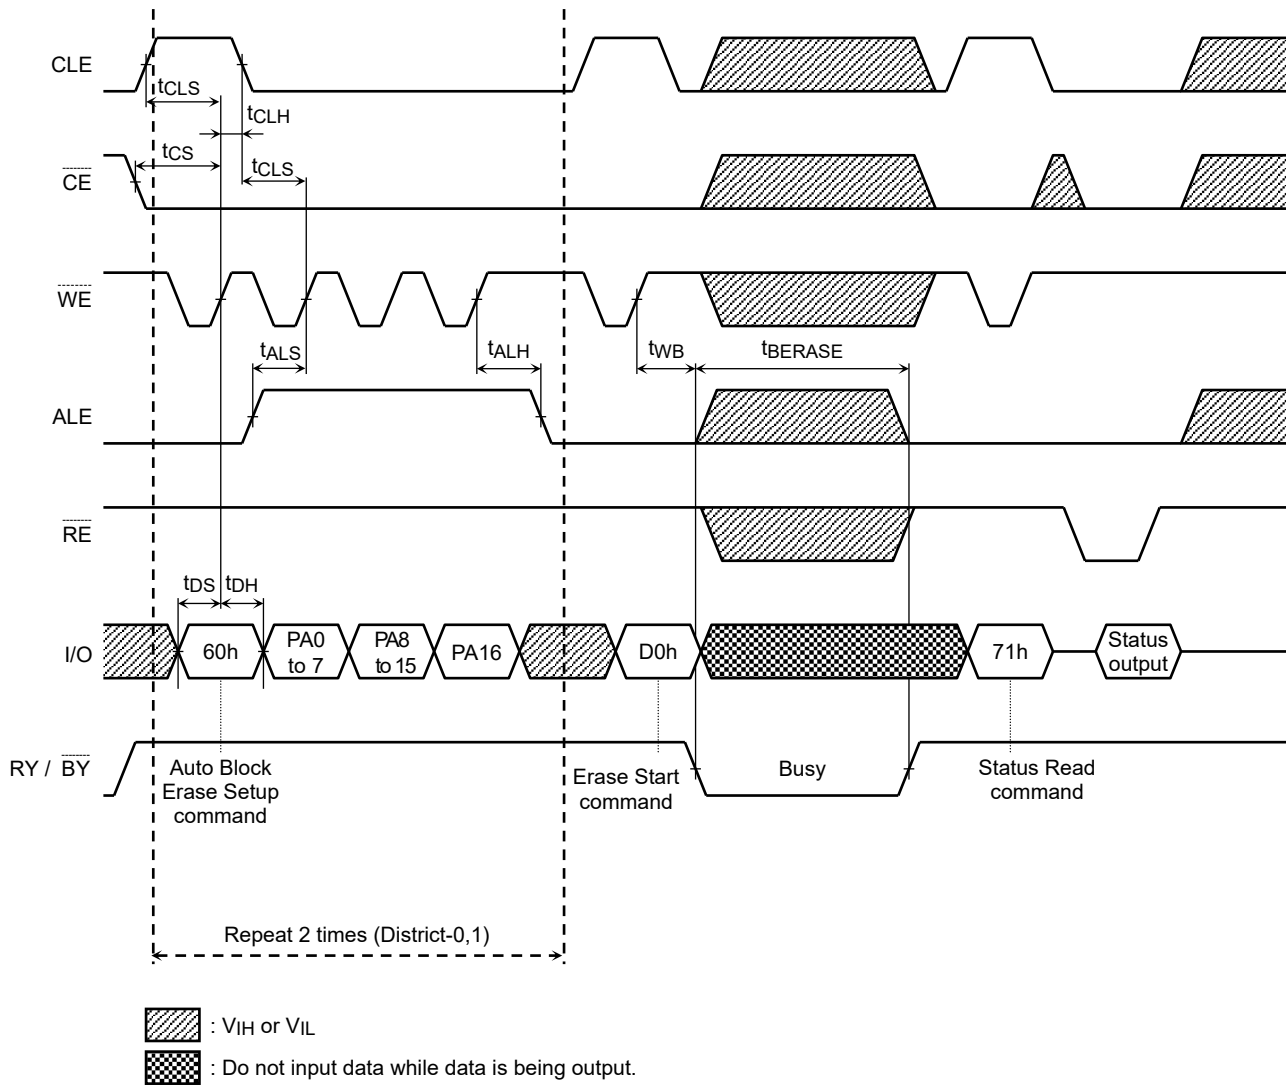 CLE
tCLS
tCLH
tCS
tCLS
CE
WE
tALS
tALH
tWB
tBERASE
ALE
RE
tDS
tDH
I/O
60h
PA0
to 7
PA8
to 15
PA16
D0h
71h
Status
output
RY / BY
Auto Block
Erase Setup
command
Erase Start
command
Busy
Status Read
command
Repeat 2 times (District-0,1)
: VIH or VIL
: Do not input data while data is being output.